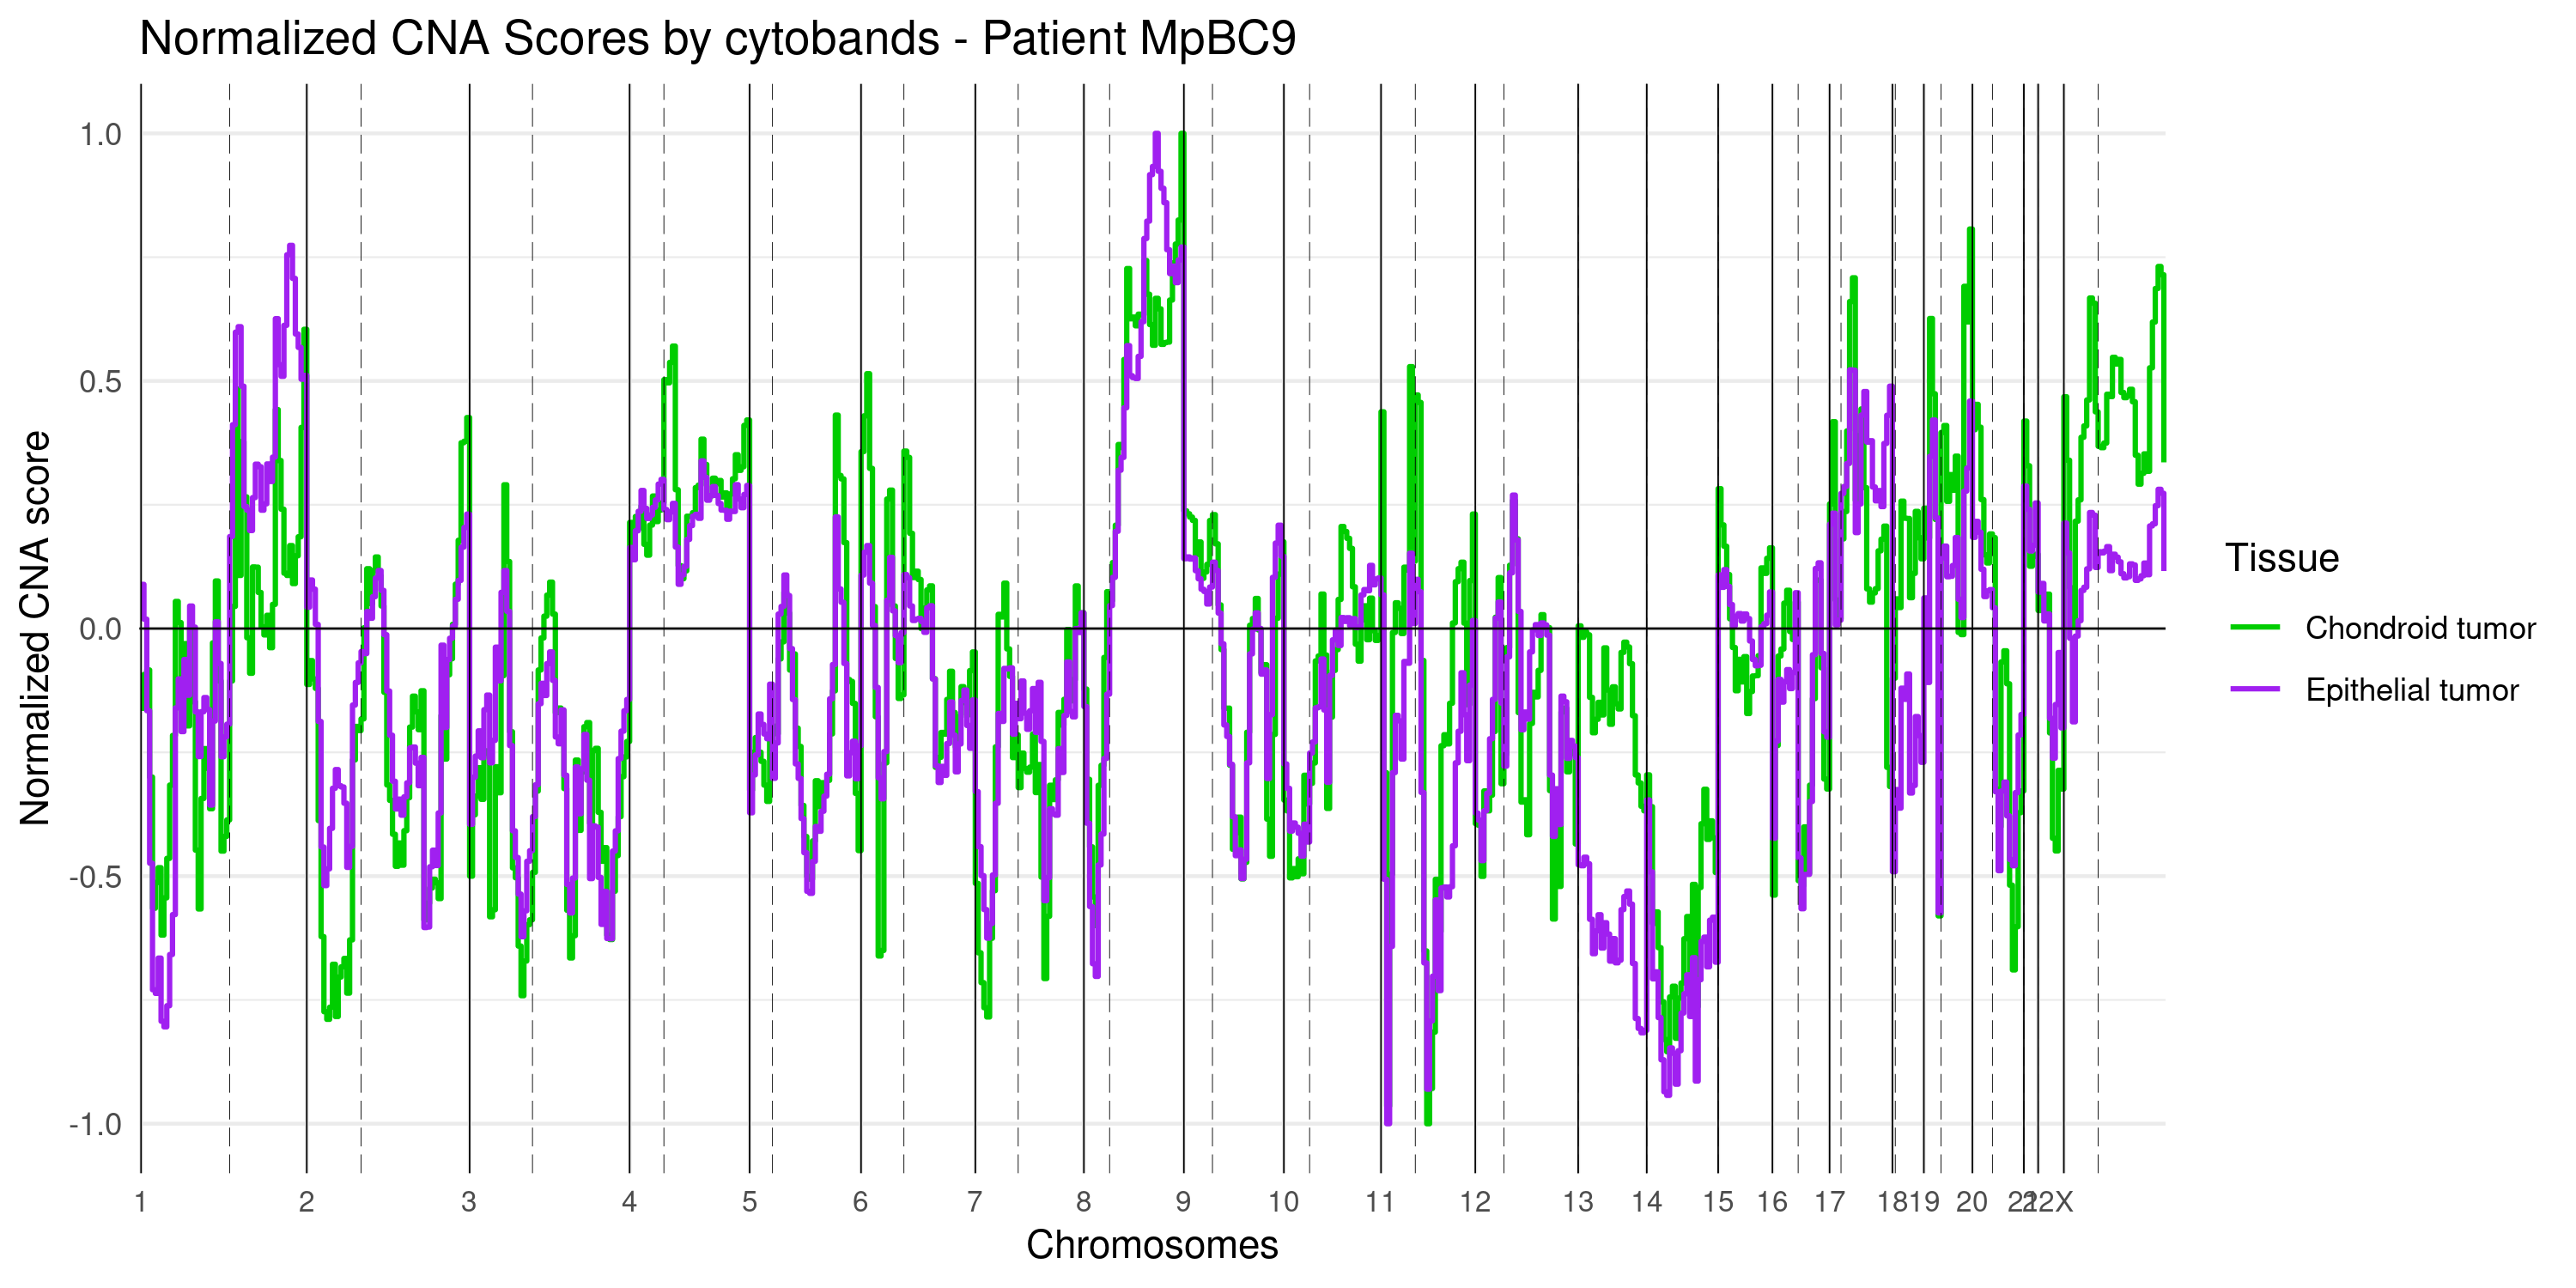 Normalized CNA Scores by cytobands - Patient MpBC9
Normalized CNA score
1.0
0.5
0.0
-0.5
-1.0
1 2 3 4 5 6 7 8 9 10 11 12 13 14 15 16 17 18 19 20 21 22 X
Chromosomes
Tissue
Chondroid tumor
Epithelial tumor